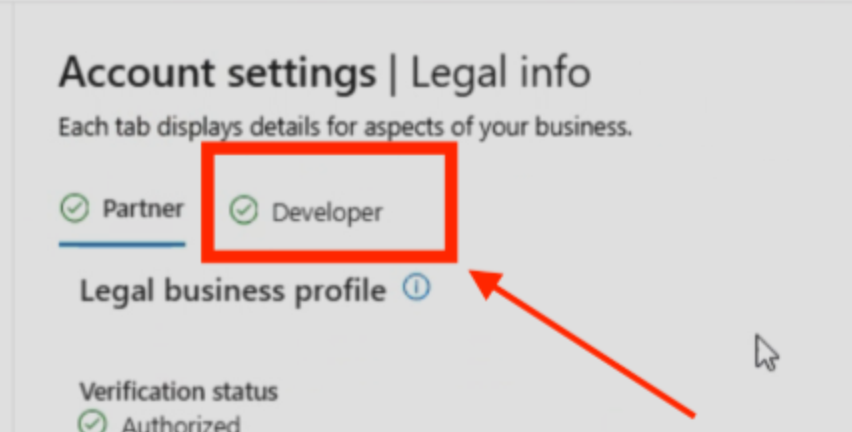 Account settings | Legal info
Each tab displays details for aspects of your business.
Partner Developer
Legal business profile
Verification status
Authorized